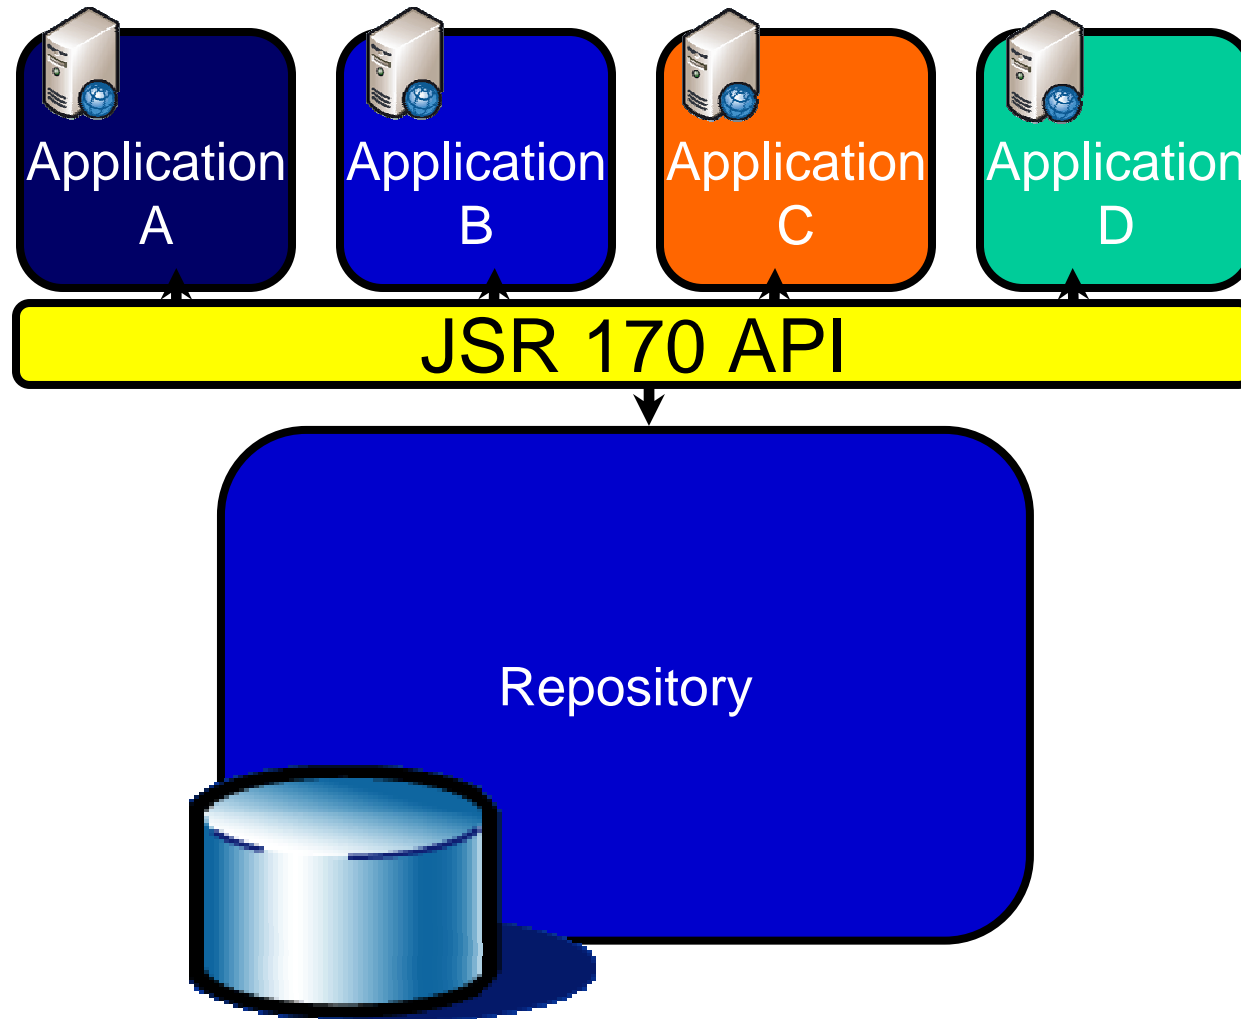 Application
A
Application
B
Application
C
Application
D
JSR 170 API
Repository